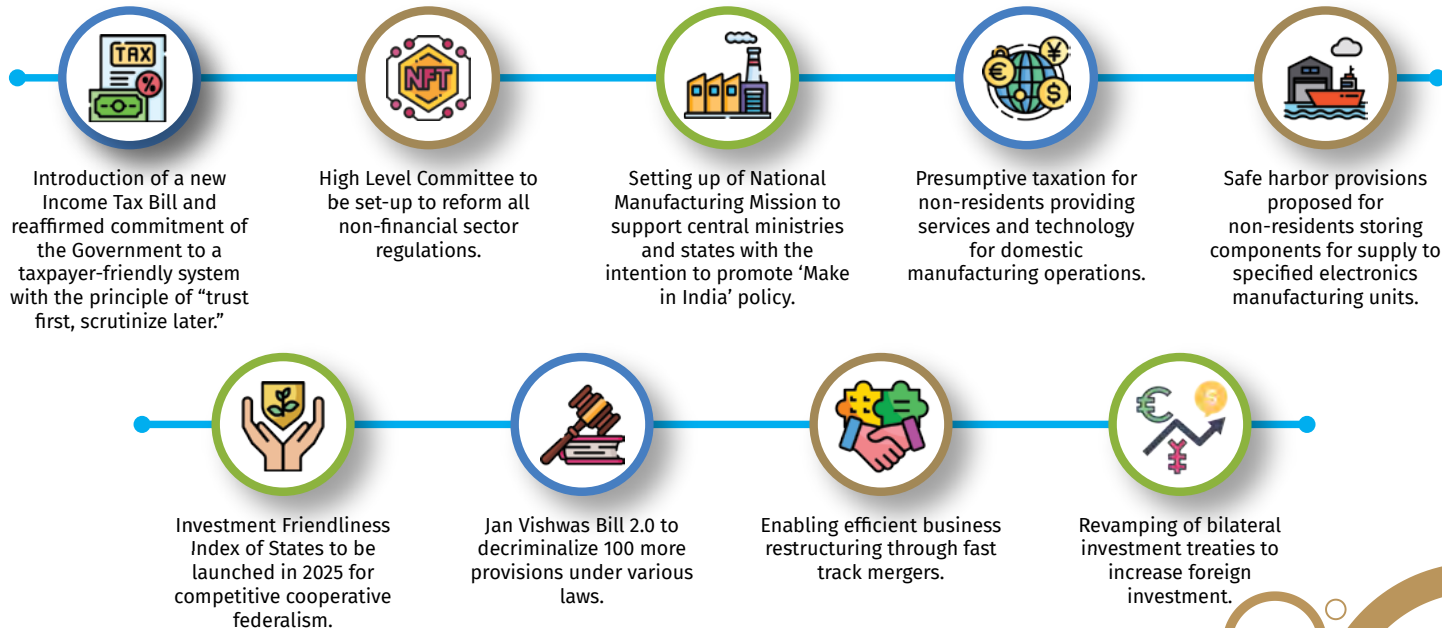 TAX
%
NFT
€
¥
$
Introduction of a new
Income Tax Bill and
reaffirmed commitment of
the Government to a
taxpayer-friendly system
with the principle of “trust
first, scrutinize later.”
High Level Committee to
be set-up to reform all
non-financial sector
regulations.
Setting up of National
Manufacturing Mission to
support central ministries
and states with the
intention to promote ‘Make
in India’ policy.
Presumptive taxation for
non-residents providing
services and technology
for domestic
manufacturing operations.
Safe harbor provisions
proposed for
non-residents storing
components for supply to
specified electronics
manufacturing units.
€
$
¥
Investment Friendliness
Index of States to be
launched in 2025 for
competitive cooperative
federalism.
Jan Vishwas Bill 2.0 to
decriminalize 100 more
provisions under various
laws.
Enabling efficient business
restructuring through fast
track mergers.
Revamping of bilateral
investment treaties to
increase foreign
investment.